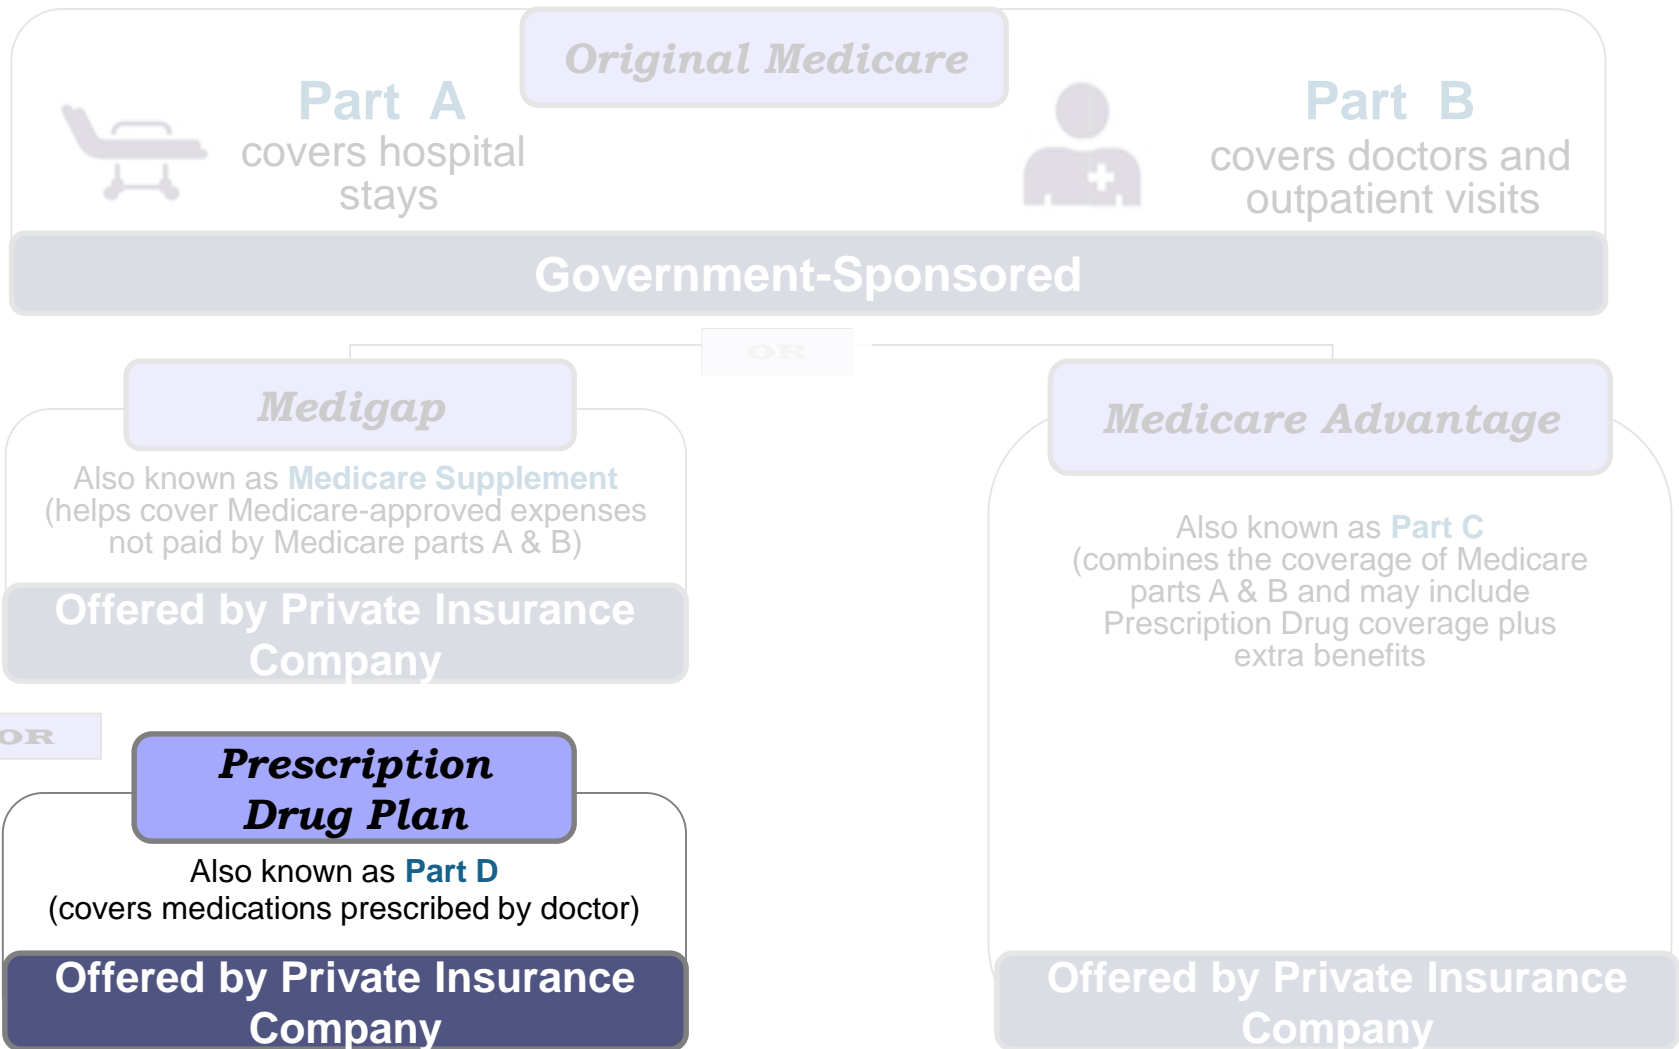 Original Medicare
Part A
covers hospital
stays
Part B
covers doctors and
outpatient visits
Government-Sponsored
OR
Medigap
Also known as Medicare Supplement
(helps cover Medicare-approved expenses
not paid by Medicare parts A & B)
Offered by Private Insurance
Company
Medicare Advantage
Also known as Part C
(combines the coverage of Medicare
parts A & B and may include
Prescription Drug coverage plus
extra benefits
Offered by Private Insurance
Company
OR
Prescription
Drug Plan
Also known as Part D
(covers medications prescribed by doctor)
Offered by Private Insurance
Company